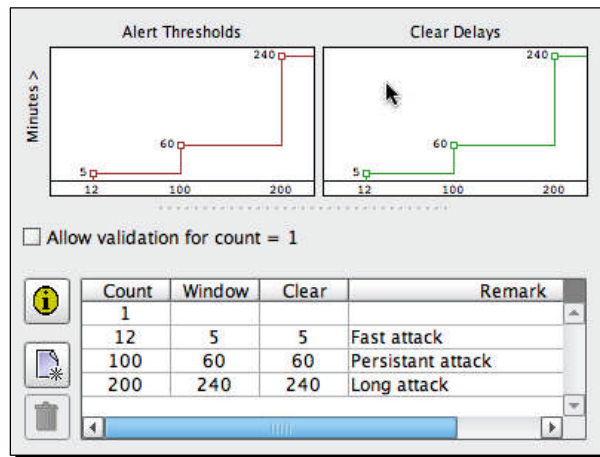 Alert Thresholds Clear Delays
Minutes >
240 240
60 60
5 5
12 100 200 12 100 200
Allow validation for count = 1
Count Window Clear Remark
1
12 5 5 Fast attack
100 60 60 Persistant attack
200 240 240 Long attack